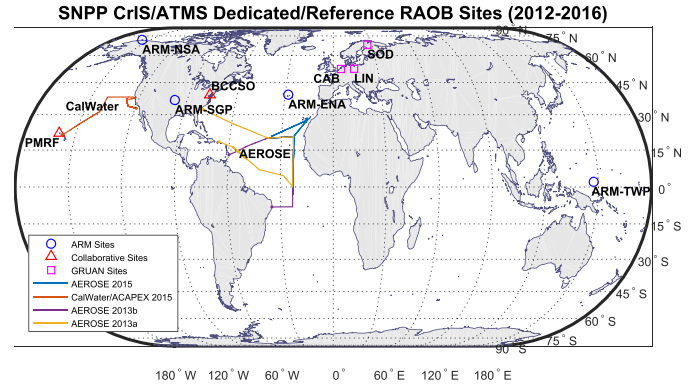 SNPP CrIS/ATMS Dedicated/Reference RAOB Sites (2012-2016)
90° N
75° N
60° N
45° N
30° N
15° N
0°
15° S
30° S
45° S
60° S
75° S
90° S
ARM-NSA
SOD
CAB
LIN
BCCSO
CalWater
ARM-SGP
ARM-ENA
PMRF
AEROSE
ARM-TWP
ARM Sites
Collaborative Sites
GRUAN Sites
AEROSE 2015
CalWater/ACAPEX 2015
AEROSE 2013b
AEROSE 2013a
180° W 120° W 60° W 0° 60° E 120° E 180° E